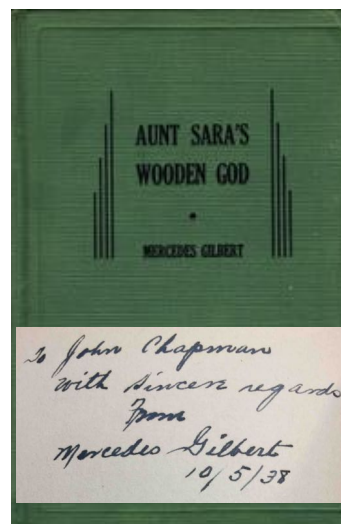 AUNT SARA'S
WOODEN GOD
MERCEDES GILBERT
To John Chapman
with sincere regards
From
Mercedes Gilbert
10/5/38